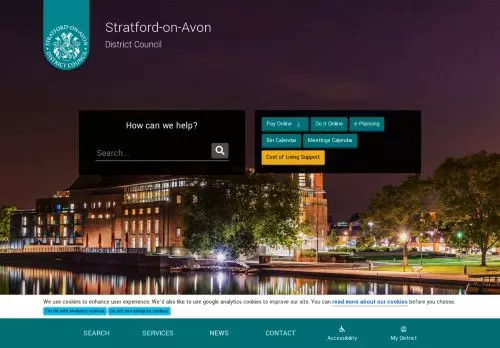 STRATFORD-ON-AVON
DISTRICT COUNCIL
Stratford-on-Avon
District Council
How can we help?
Search...
Pay Online
Do it Online
e-Planning
Bin Calendar
Meetings Calendar
Cost of Living Support
We use cookies to enhance user experience. We'd also like to use google analytics cookies to improve our site. You can read more about our cookies before you choose.
I'm OK with analytics cookies
Do not use analytics cookies
SEARCH
SERVICES
NEWS
CONTACT
Accessibility
My District